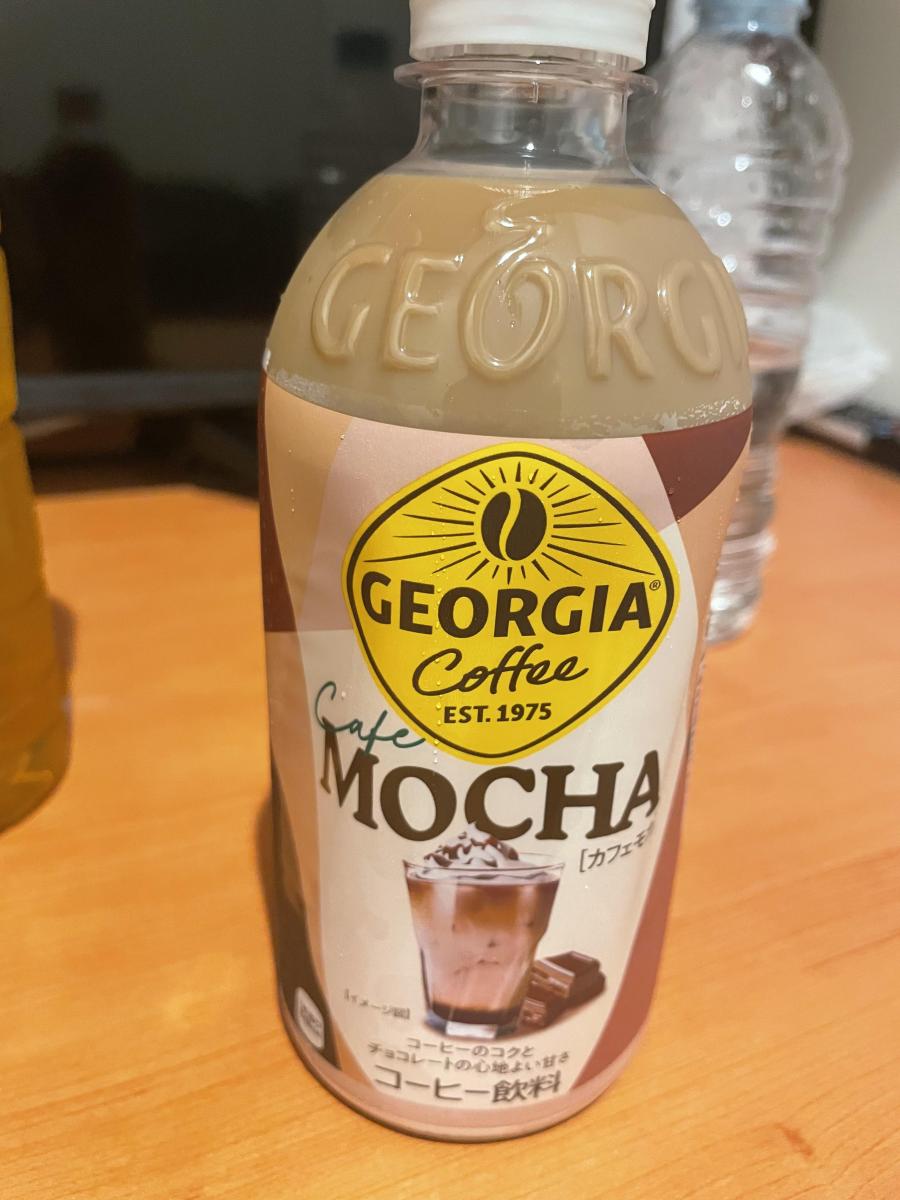 GEORGI
GEORGIA®
Coffee
EST. 1975
Cafe
MOCHA
[カフェモ
[イメージ図]
コーヒーのコクと
チョコレートの心地よい甘さ
コーヒー飲料